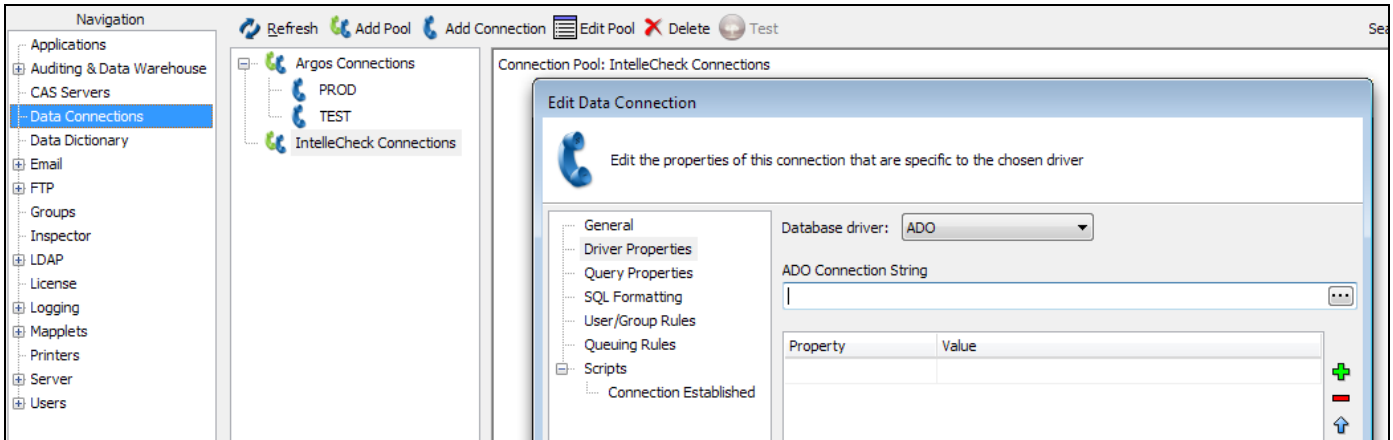 Navigation
Applications
Auditing & Data Warehouse
CAS Servers
Data Connections
Data Dictionary
Email
FTP
Groups
Inspector
LDAP
License
Logging
Mapplets
Printers
Server
Users
Refresh Add Pool Add Connection Edit Pool Delete Test Sea
Argos Connections
PROD
TEST
IntelleCheck Connections
Connection Pool: IntelleCheck Connections
Edit Data Connection
Edit the properties of this connection that are specific to the chosen driver
General
Driver Properties
Query Properties
SQL Formatting
User/Group Rules
Queuing Rules
Scripts
Connection Established
Database driver: ADO
ADO Connection String
Property Value